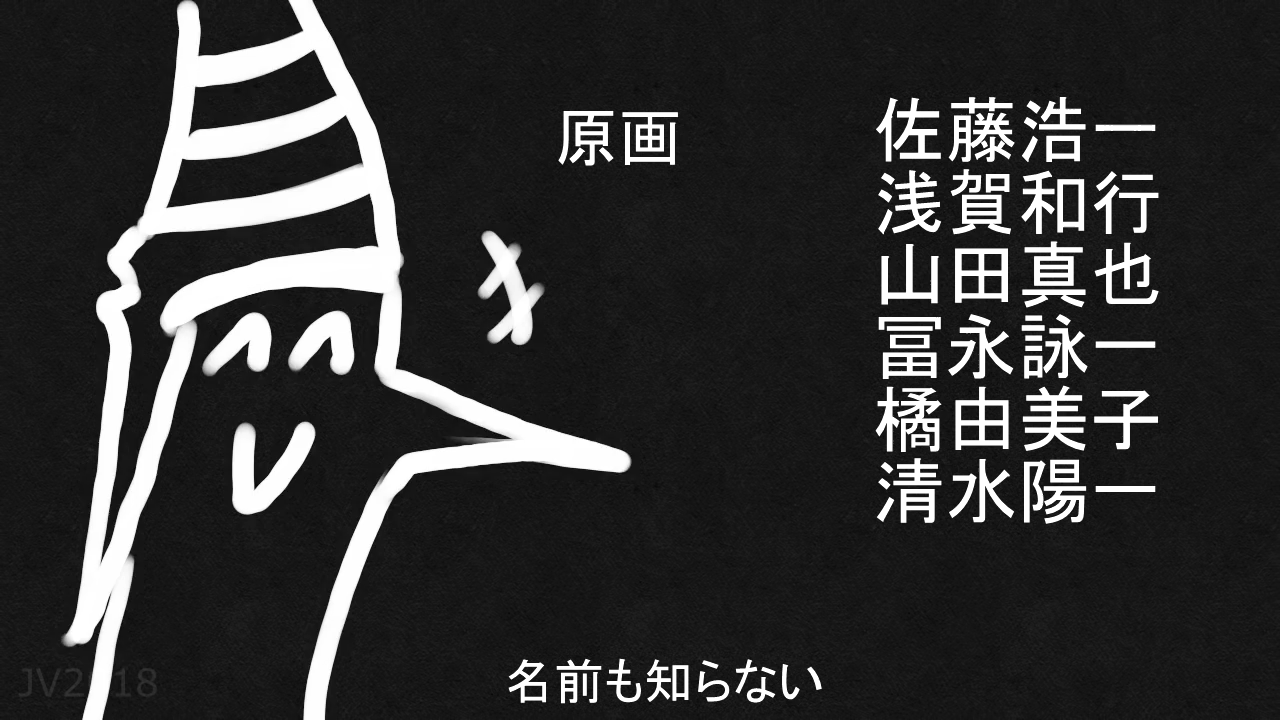 原画
佐藤浩一
浅賀和行
山田真也
冨永詠一
橘由美子
清水陽一
名前も知らない
JV2018